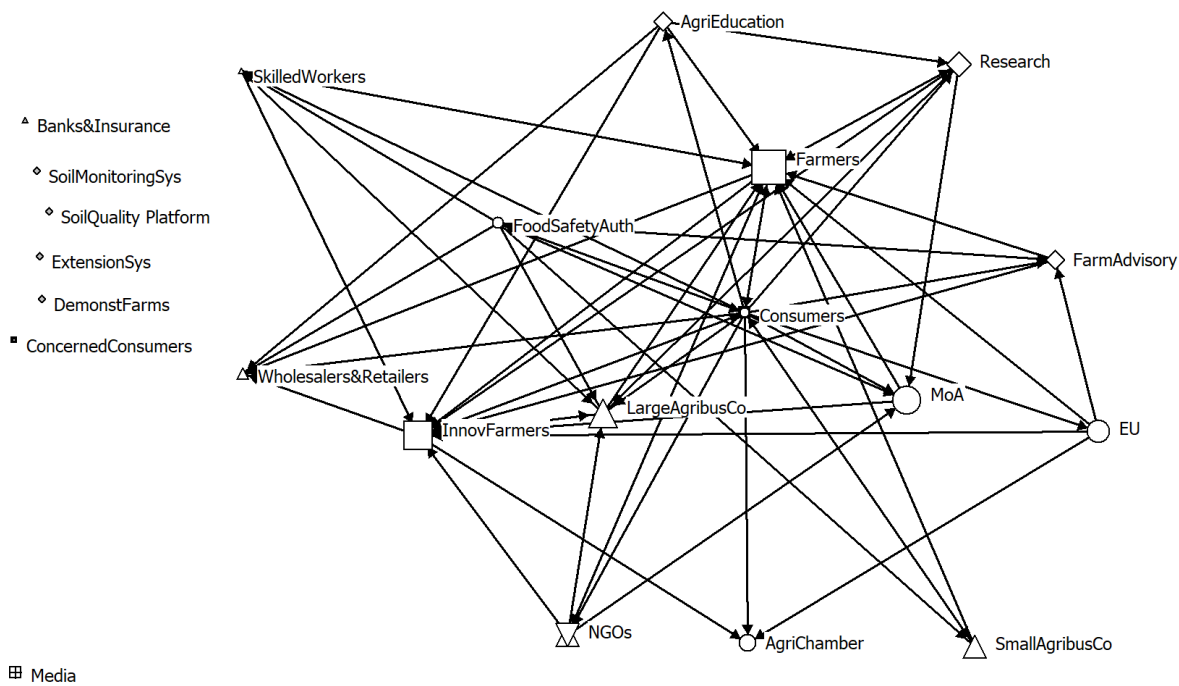 AgriEducation
Research
SkilledWorkers
Banks&Insurance
Farmers
SoilMonitoringSys
SoilQuality Platform
FoodSafetyAuth
ExtensionSys
FarmAdvisory
DemonstFarms
Consumers
ConcernedConsumers
Wholesalers&Retailers
MoA
LargeAgribusCo
InnovFarmers
EU
NGOs
AgriChamber
SmallAgribusCo
Media